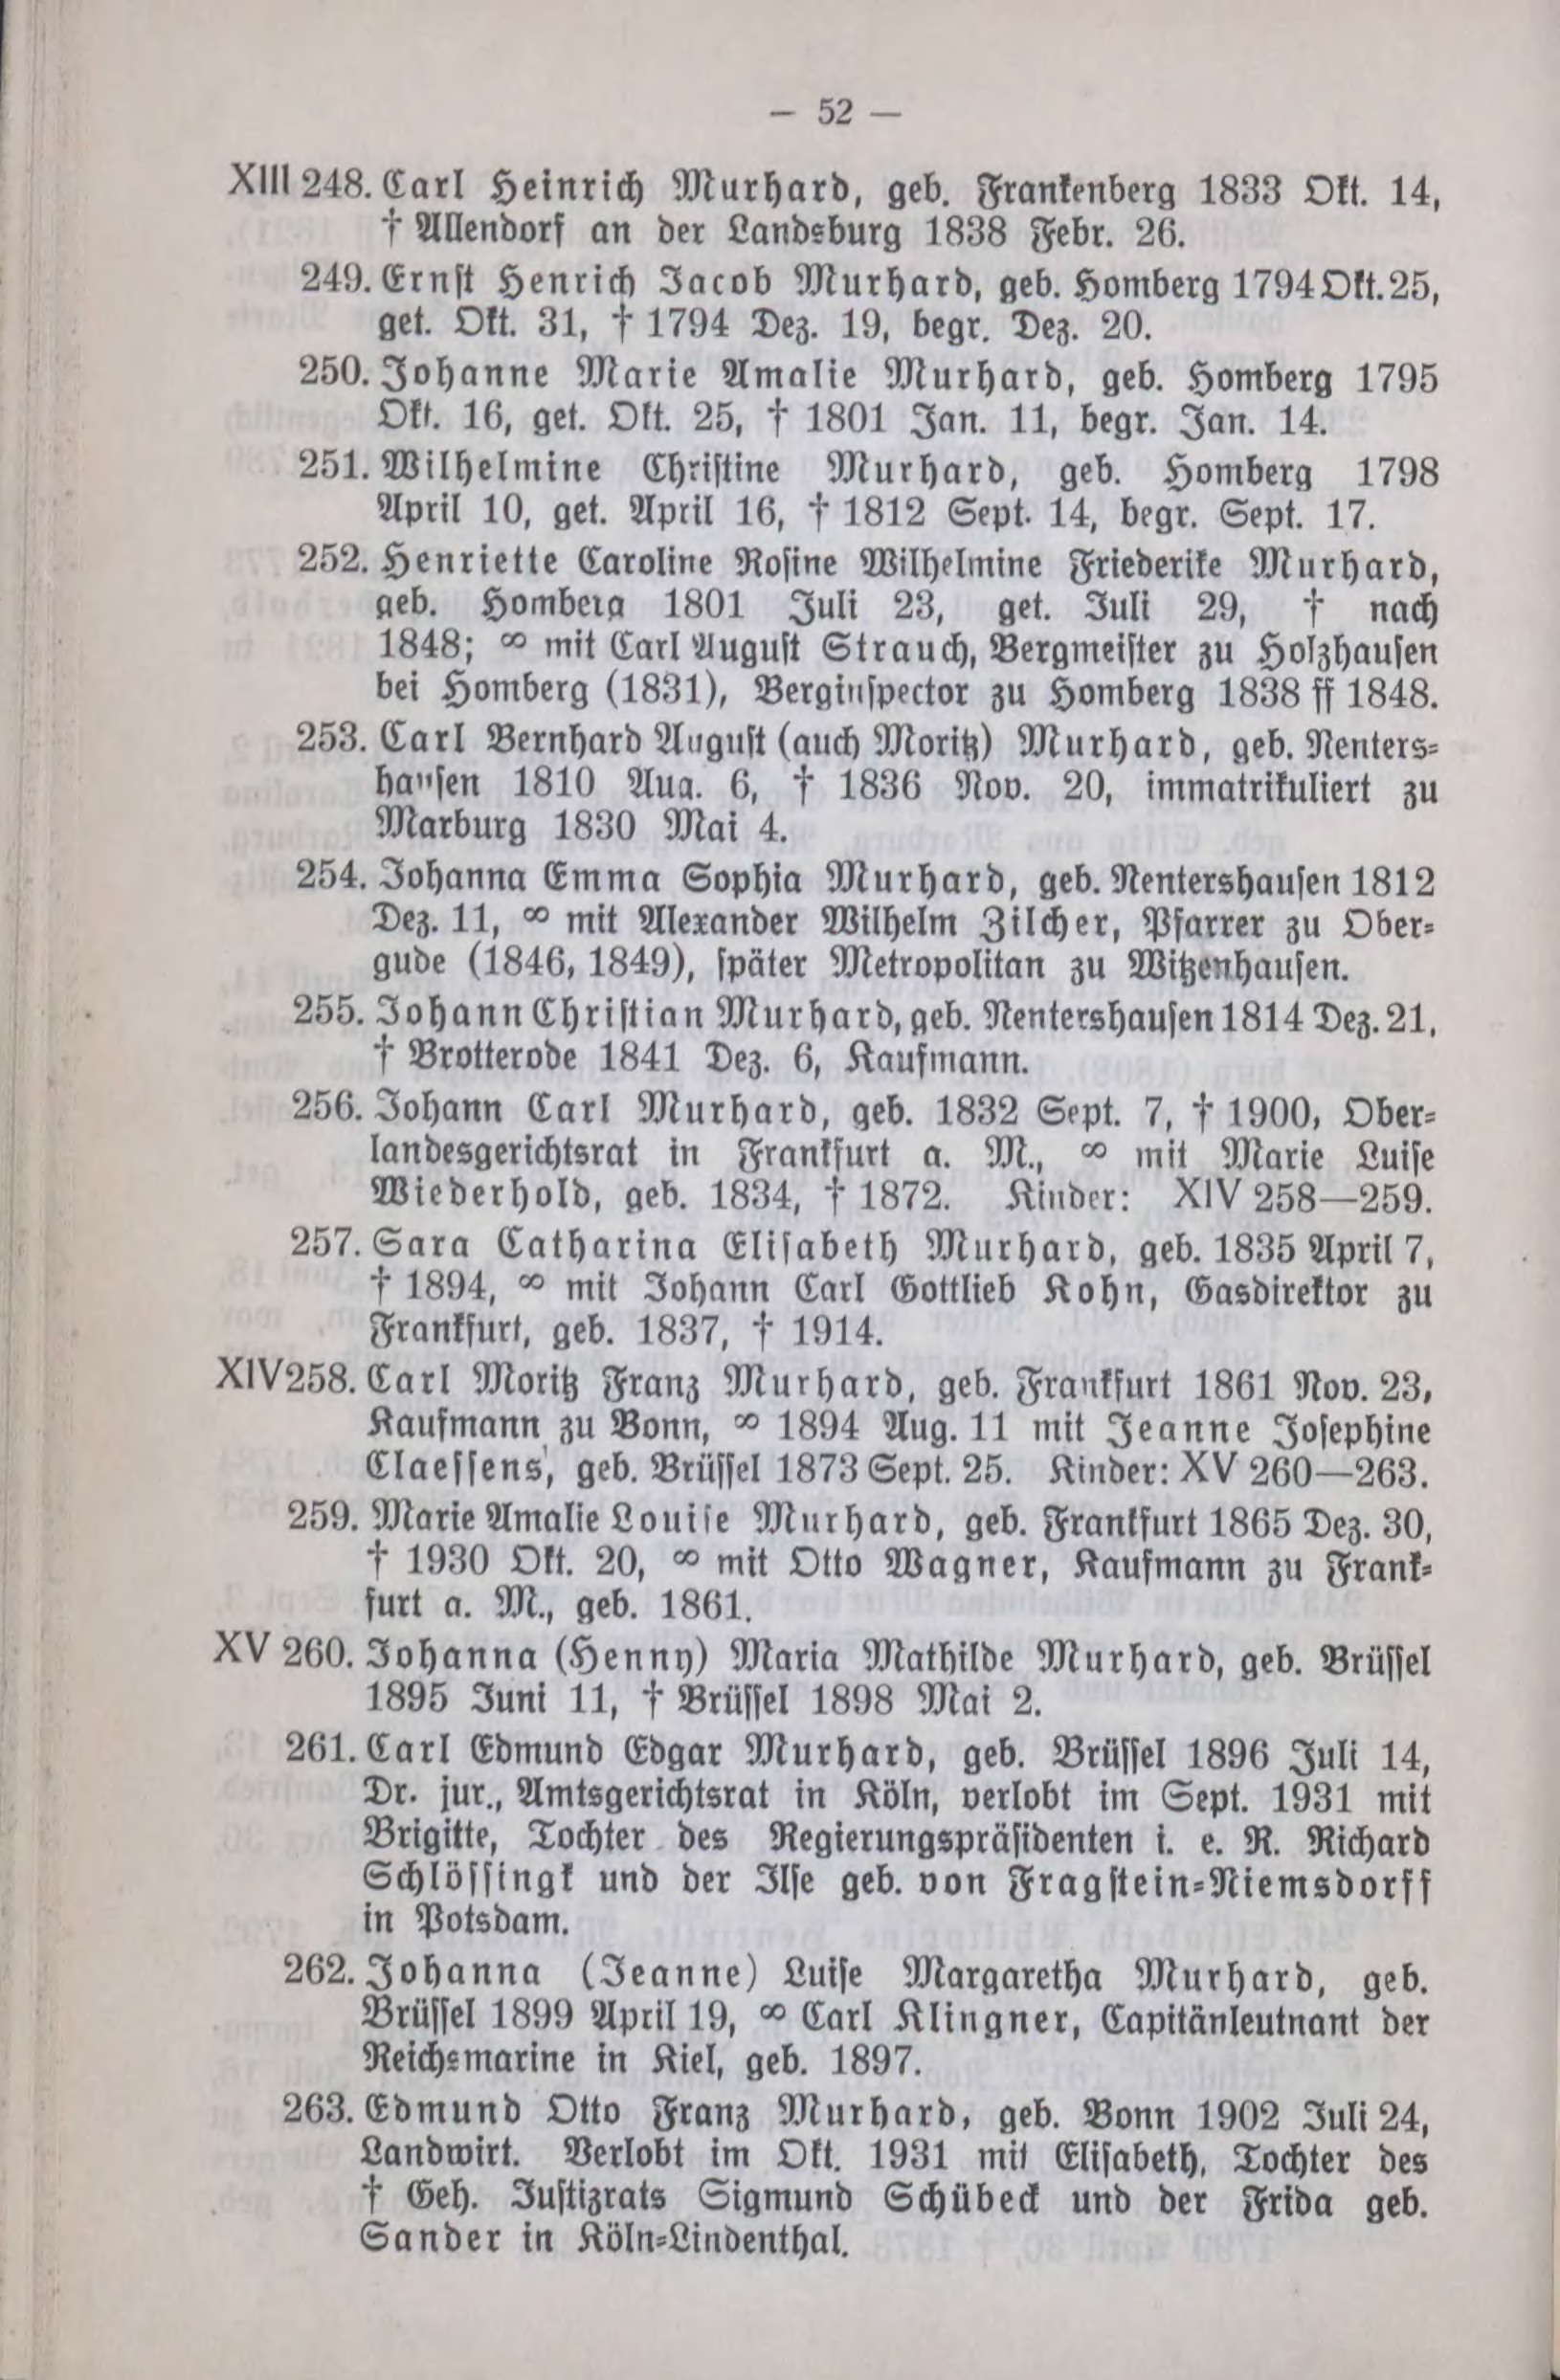 — 52 —
XIII 248. Carl Heinrich Murhard, geb. Frankenberg 1833 Okt. 14,
† Allendorf an der Landsburg 1838 Febr. 26.
249. Ernst Henrich Jacob Murhard, geb. Homberg 1794 Okt. 25,
get. Okt. 31, † 1794 Dez. 19, begr. Dez. 20.
250. Johanne Marie Amalie Murhard, geb. Homberg 1795
Okt. 16, get. Okt. 25, † 1801 Jan. 11, begr. Jan. 14.
251. Wilhelmine Christine Murhard, geb. Homberg 1798
April 10, get. April 16, † 1812 Sept. 14, begr. Sept. 17.
252. Henriette Caroline Rosine Wilhelmine Friederike Murhard,
geb. Homberg 1801 Juli 23, get. Juli 29, † nach
1848; ∞ mit Carl August Strauch, Bergmeister zu Holzhausen
bei Homberg (1831), Berginspector zu Homberg 1838 ff 1848.
253. Carl Bernhard August (auch Moritz) Murhard, geb. Nenters-
hausen 1810 Aug. 6, † 1836 Nov. 20, immatrikuliert zu
Marburg 1830 Mai 4.
254. Johanna Emma Sophia Murhard, geb. Nentershausen 1812
Dez. 11, ∞ mit Alexander Wilhelm Zilcher, Pfarrer zu Ober-
gude (1846, 1849), später Metropolitan zu Witzenhausen.
255. Johann Christian Murhard, geb. Nentershausen 1814 Dez. 21,
† Brotterode 1841 Dez. 6, Kaufmann.
256. Johann Carl Murhard, geb. 1832 Sept. 7, † 1900, Ober-
landesgerichtsrat in Frankfurt a. M., ∞ mit Marie Luise
Wiederhold, geb. 1834, † 1872. Kinder: XIV 258—259.
257. Sara Catharina Elisabeth Murhard, geb. 1835 April 7,
† 1894, ∞ mit Johann Carl Gottlieb Kohn, Gasdirektor zu
Frankfurt, geb. 1837, † 1914.
XIV 258. Carl Moritz Franz Murhard, geb. Frankfurt 1861 Nov. 23,
Kaufmann zu Bonn, ∞ 1894 Aug. 11 mit Jeanne Josephine
Claessens, geb. Brüssel 1873 Sept. 25. Kinder: XV 260—263.
259. Marie Amalie Louise Murhard, geb. Frankfurt 1865 Dez. 30,
† 1930 Okt. 20, ∞ mit Otto Wagner, Kaufmann zu Frank-
furt a. M., geb. 1861.
XV 260. Johanna (Henny) Maria Mathilde Murhard, geb. Brüssel
1895 Juni 11, † Brüssel 1898 Mai 2.
261. Carl Edmund Edgar Murhard, geb. Brüssel 1896 Juli 14,
Dr. jur., Amtsgerichtsrat in Köln, verlobt im Sept. 1931 mit
Brigitte, Tochter des Regierungspräsidenten i. e. R. Richard
Schlössingk und der Ilse geb. von Fragstein-Niemsdorff
in Potsdam.
262. Johanna (Jeanne) Luise Margaretha Murhard, geb.
Brüssel 1899 April 19, ∞ Carl Klingner, Capitänleutnant der
Reichsmarine in Kiel, geb. 1897.
263. Edmund Otto Franz Murhard, geb. Bonn 1902 Juli 24,
Landwirt. Verlobt im Okt. 1931 mit Elisabeth, Tochter des
† Geh. Justizrats Sigmund Schübeck und der Frida geb.
Sander in Köln-Lindenthal.